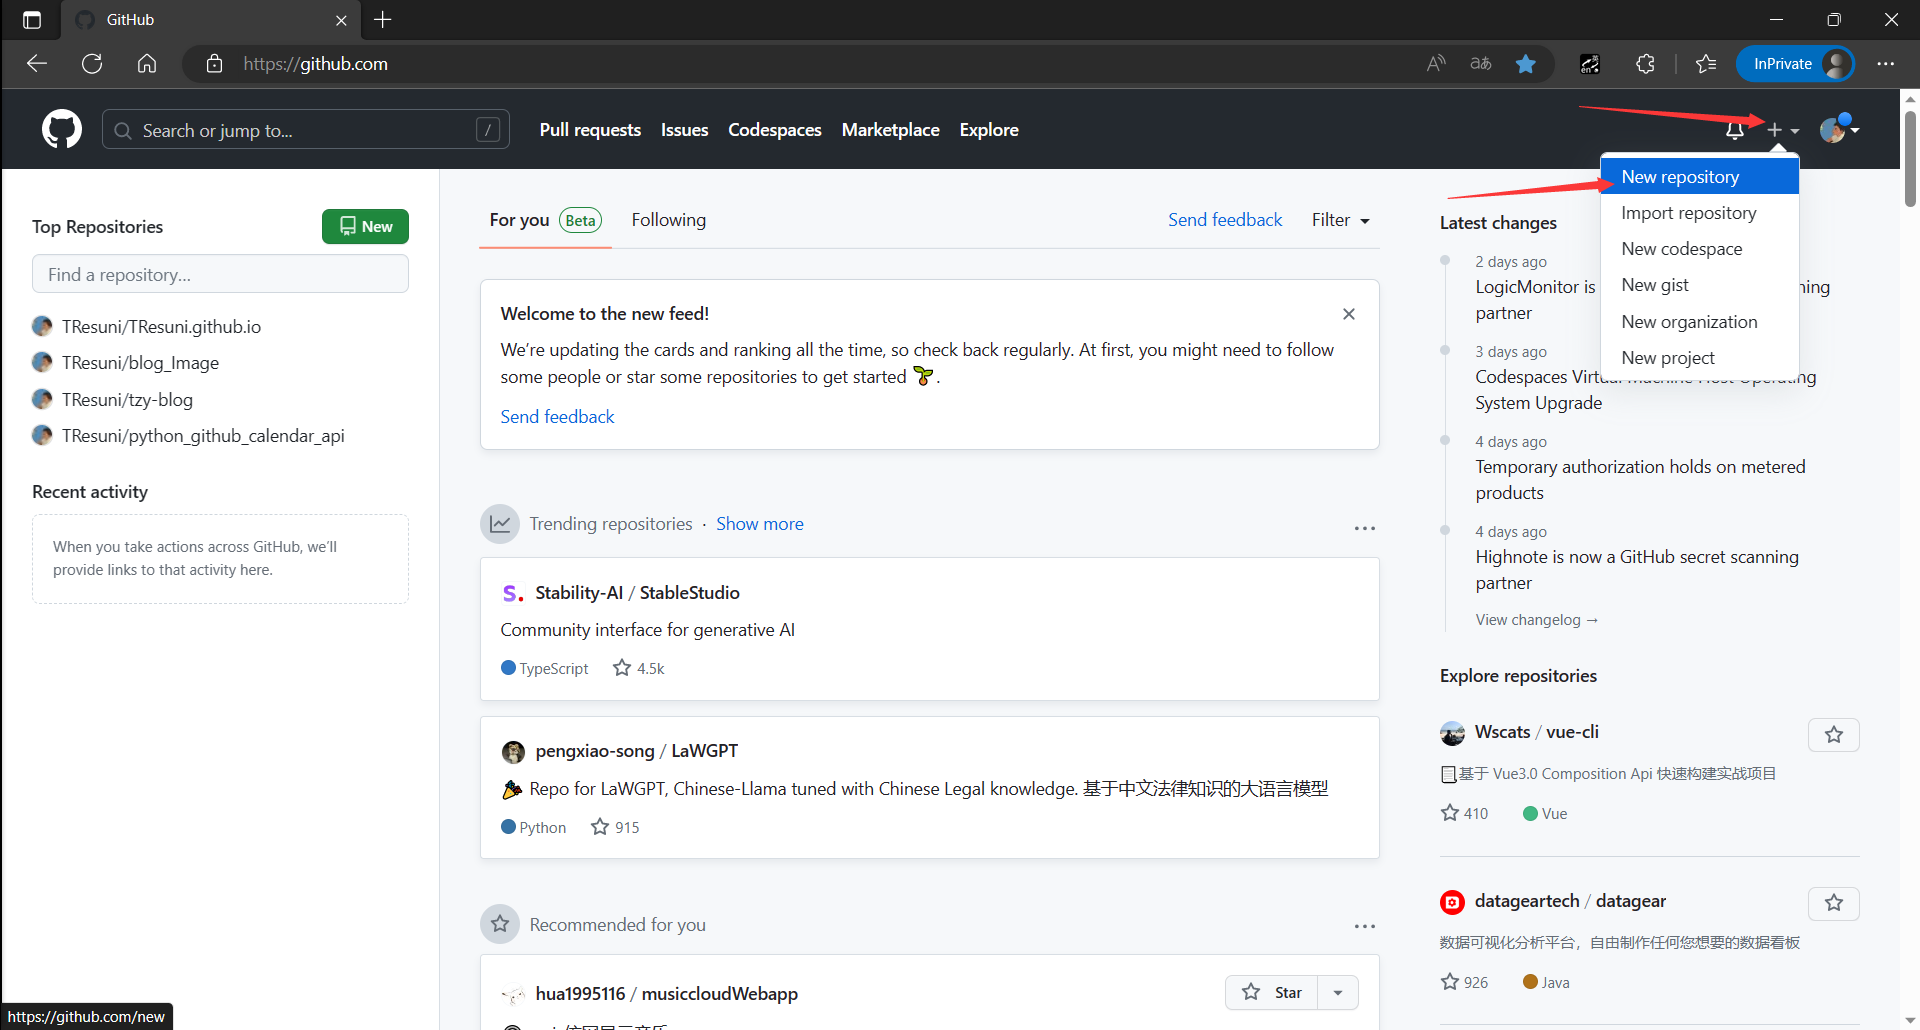 GitHub
https://github.com
InPrivate
Search or jump to...
/
Pull requests
Issues
Codespaces
Marketplace
Explore
New repository
Import repository
New codespace
New gist
New organization
New project
Top Repositories
New
Find a repository...
TResuni/TResuni.github.io
TResuni/blog_Image
TResuni/tzy-blog
TResuni/python_github_calendar_api
Recent activity
When you take actions across GitHub, we'll
provide links to that activity here.
For you
Beta
Following
Send feedback
Filter
Welcome to the new feed!
We're updating the cards and ranking all the time, so check back regularly. At first, you might need to follow
some people or star some repositories to get started 🌱.
Send feedback
Trending repositories · Show more
Stability-AI / StableStudio
Community interface for generative AI
TypeScript
4.5k
pengxiao-song / LaWGPT
🎉 Repo for LaWGPT, Chinese-Llama tuned with Chinese Legal knowledge. 基于中文法律知识的大语言模型
Python
915
Recommended for you
hua1995116 / musiccloudWebapp
Star
Latest changes
2 days ago
LogicMonitor is
partner
3 days ago
Codespaces
System Upgrade
4 days ago
Temporary authorization holds on metered
products
4 days ago
Highnote is now a GitHub secret scanning
partner
View changelog →
Explore repositories
Wscats / vue-cli
基于 Vue3.0 Composition Api 快速构建实战项目
410
Vue
datageartech / datagear
数据可视化分析平台，自由制作任何您想要的数据看板
926
Java
https://github.com/new